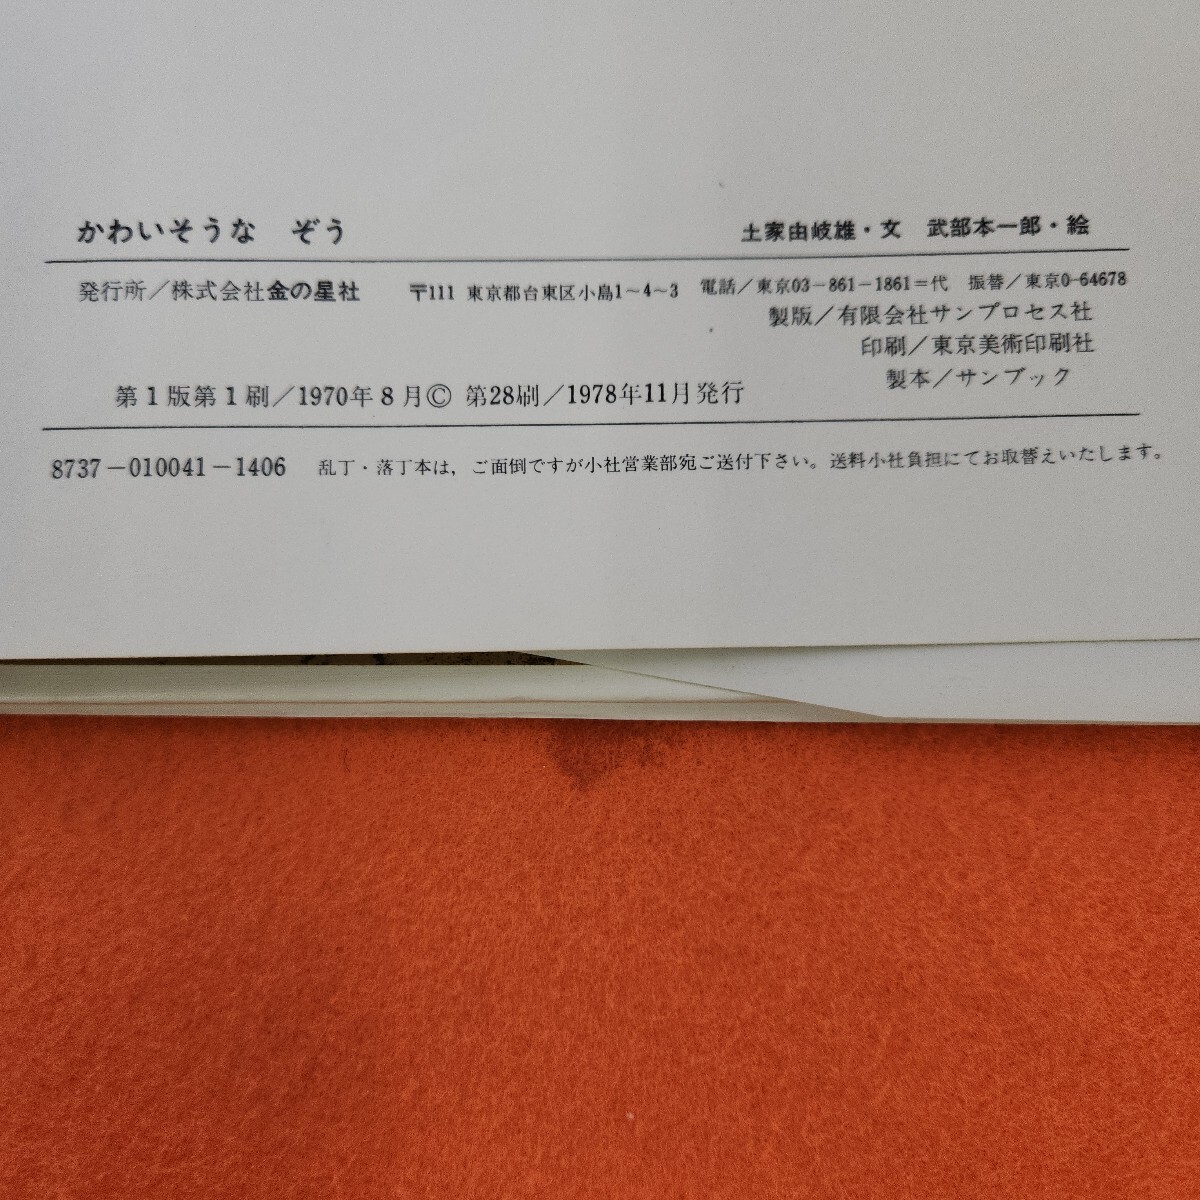 かわいそうな　ぞう　土家由岐雄・文　武部本一郎・絵
発行所／株式会社金の星社　〒111 東京都台東区小島1～4～3　電話／東京03－861－1861＝代　振替／東京0-64678
製版／有限会社サンプロセス社
印刷／東京美術印刷社
製本／サンブック
第1版第1刷／1970年8月© 第28刷／1978年11月発行
8737－010041－1406　乱丁・落丁本は，ご面倒ですが小社営業部宛ご送付下さい。送料小社負担にてお取替えいたします。